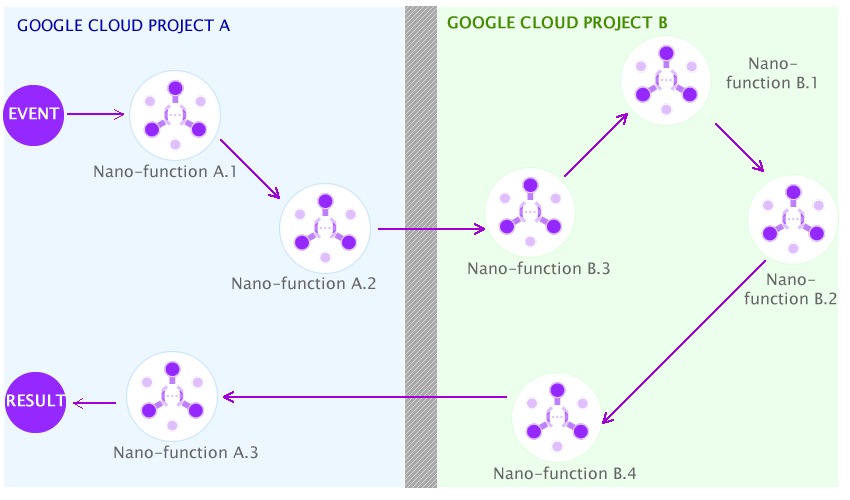 GOOGLE CLOUD PROJECT A
GOOGLE CLOUD PROJECT B
EVENT
Nano-function A.1
Nano-function A.2
Nano-function B.3
Nano-
function B.1
Nano-
function B.2
RESULT
Nano-function A.3
Nano-function B.4